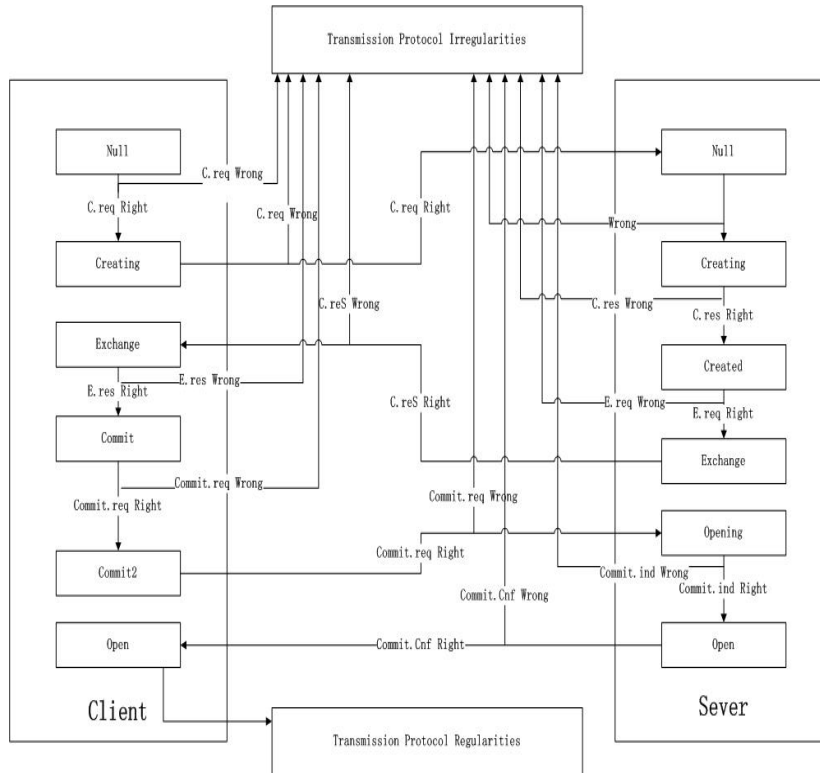 Transmission Protocol Irregularities
Null
Null
C.req Wrong
C.req Right
C.req Wrong
C.req Right
Wrong
Creating
Creating
C.reS Wrong
C.res Wrong
C.res Right
Exchange
Created
E.res Wrong
E.res Right
C.reS Right
E.req Wrong
E.req Right
Commit
Exchange
Commit.req Wrong
Commit.req Right
Commit.req Wrong
Opening
Commit.req Right
Commit2
Commit.ind Wrong
Commit.ind Right
Commit.Cnf Wrong
Open
Commit.Cnf Right
Open
Client
Sever
Transmission Protocol Regularities